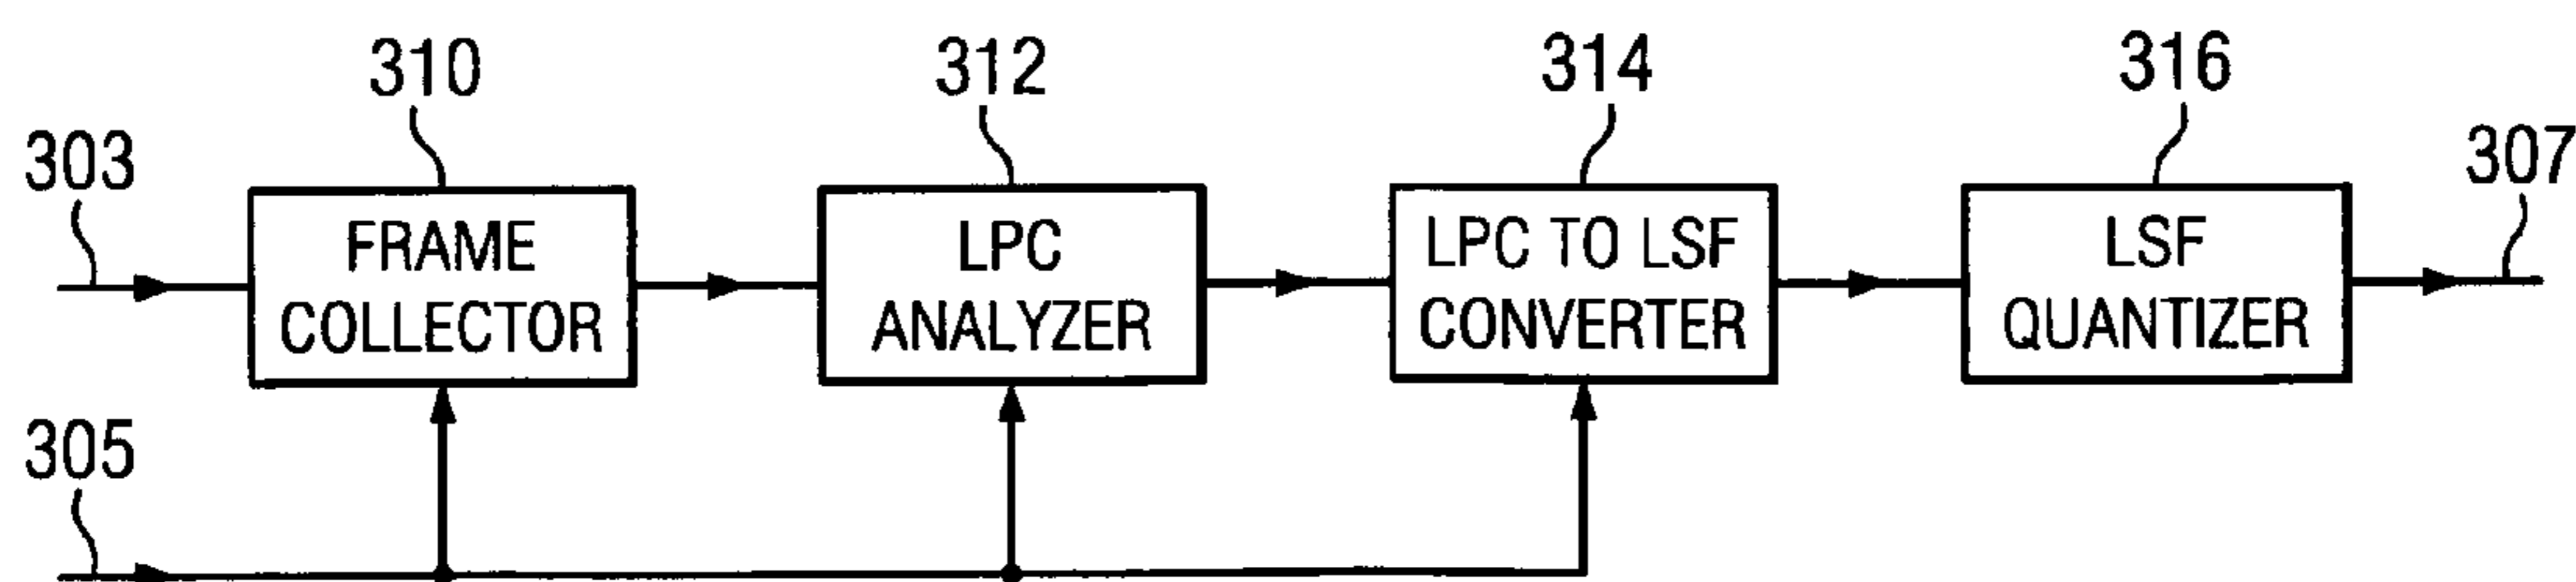 310
312
314
316
303
307
FRAME
COLLECTOR
LPC
ANALYZER
LPC TO LSF
CONVERTER
LSF
QUANTIZER
305